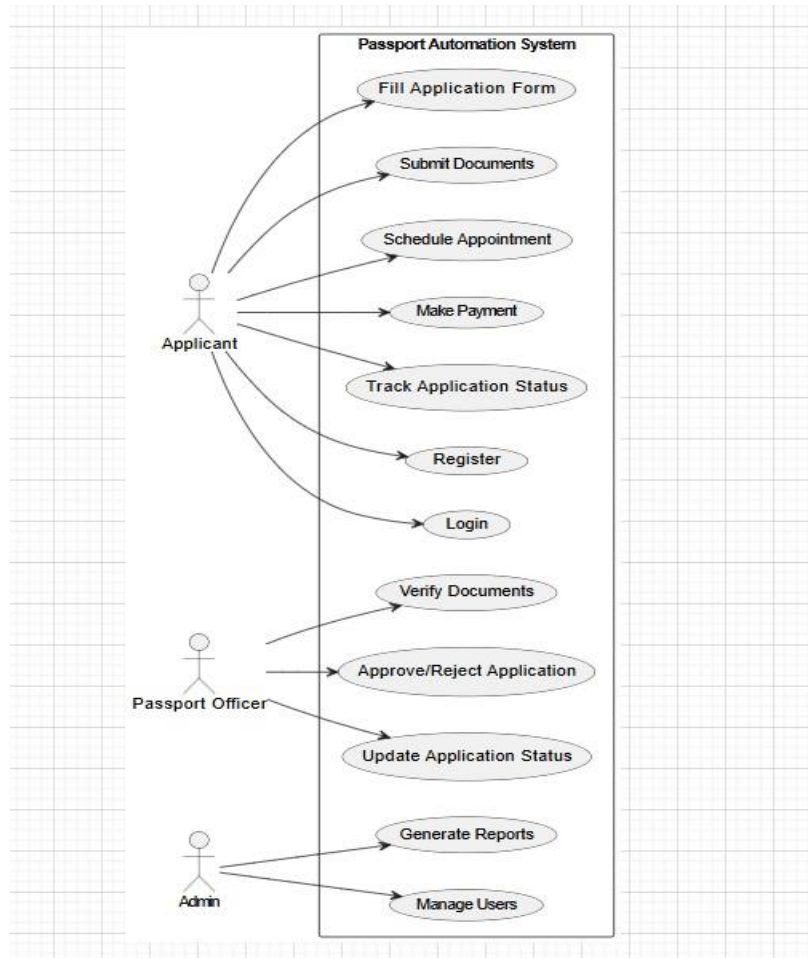 Passport Automation System
Fill Application Form
Submit Documents
Schedule Appointment
Make Payment
Applicant
Track Application Status
Register
Login
Verify Documents
Approve/Reject Application
Passport Officer
Update Application Status
Generate Reports
Admin
Manage Users